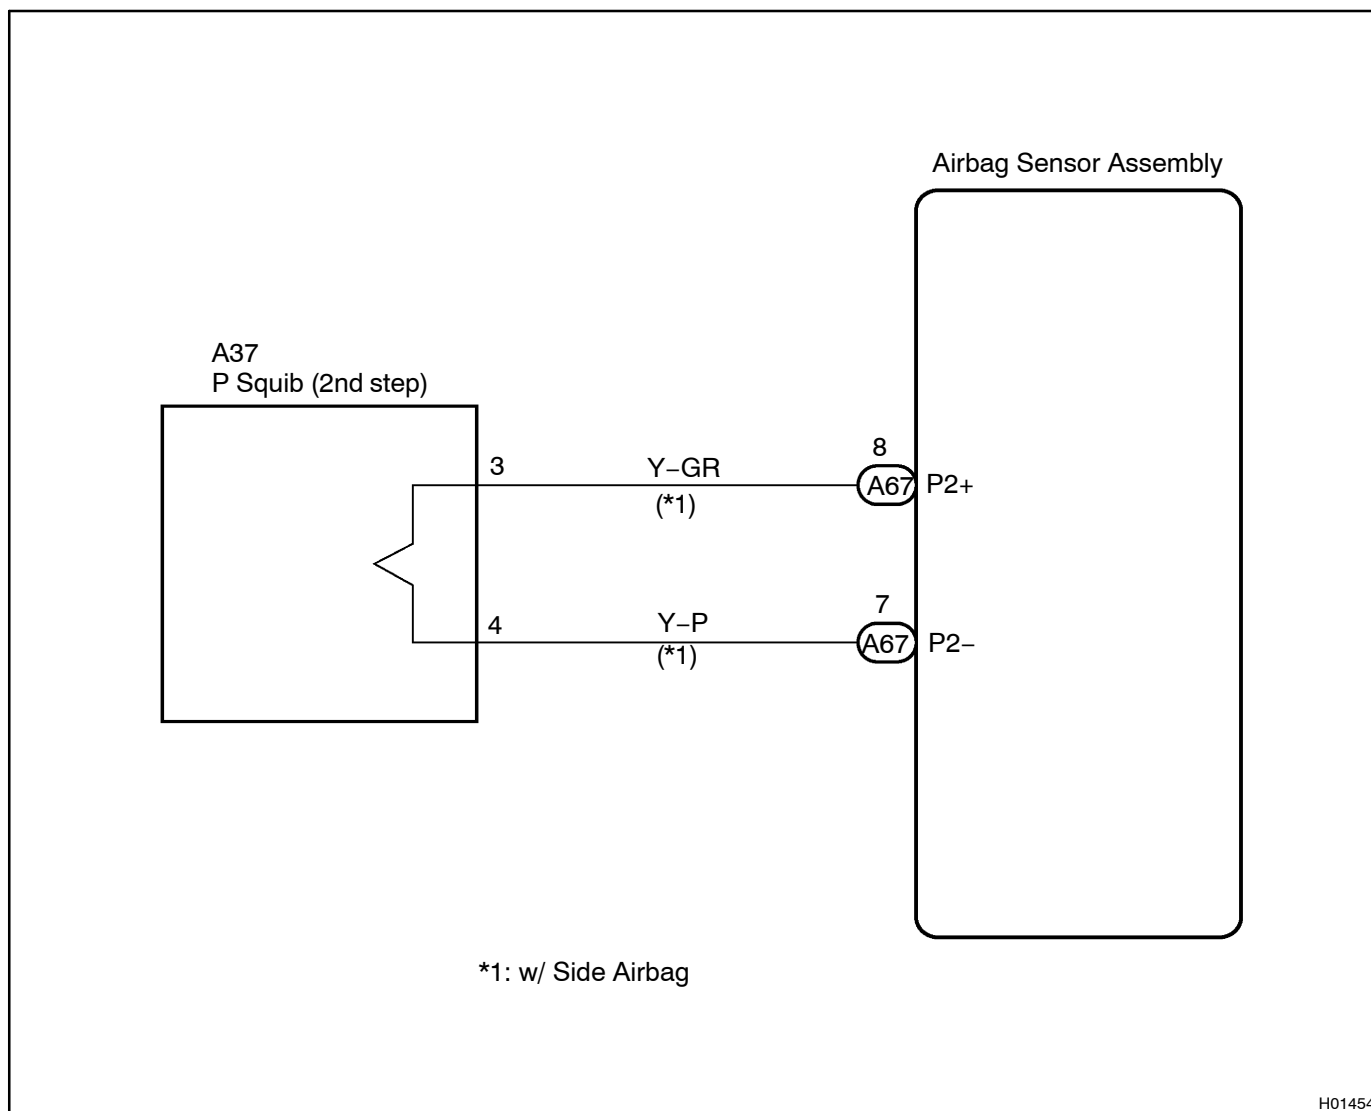 Airbag Sensor Assembly
A37
P Squib (2nd step)
3
Y−GR
(*1)
8
A67
P2+
4
Y−P
(*1)
7
A67
P2−
*1: w/ Side Airbag
H01454